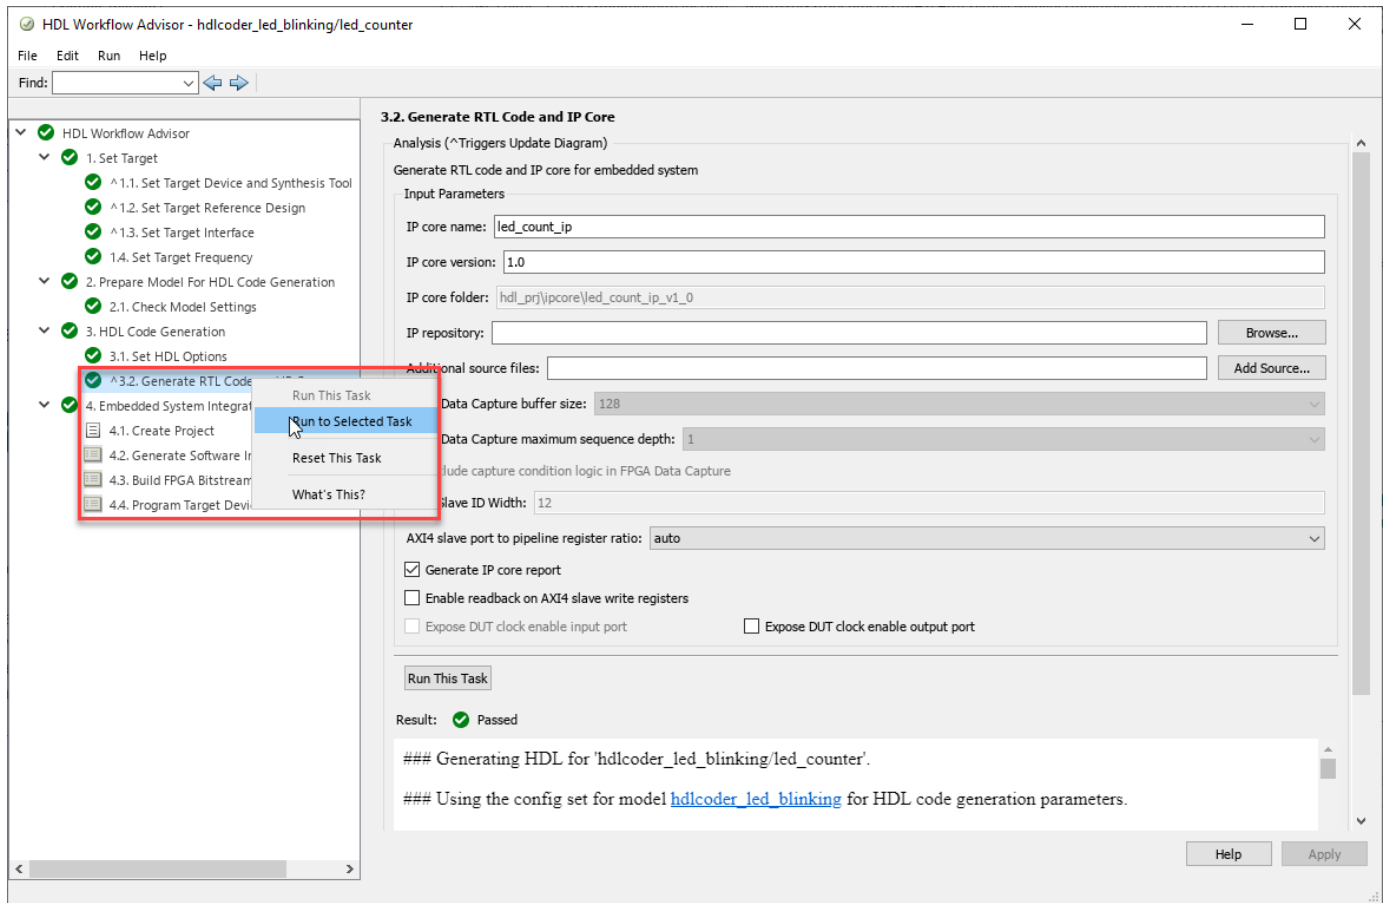 HDL Workflow Advisor - hdlcoder_led_blinking/led_counter
File Edit Run Help
Find:
HDL Workflow Advisor
1. Set Target
^1.1. Set Target Device and Synthesis Tool
^1.2. Set Target Reference Design
^1.3. Set Target Interface
1.4. Set Target Frequency
2. Prepare Model For HDL Code Generation
2.1. Check Model Settings
3. HDL Code Generation
3.1. Set HDL Options
^3.2. Generate RTL Code
4. Embedded System Integrat
4.1. Create Project
4.2. Generate Software In
4.3. Build FPGA Bitstream
4.4. Program Target Devi
Run This Task
Run to Selected Task
Reset This Task
What's This?
3.2. Generate RTL Code and IP Core
Analysis (^Triggers Update Diagram)
Generate RTL code and IP core for embedded system
Input Parameters
IP core name: led_count_ip
IP core version: 1.0
IP core folder: hdl_prj\ipcore\led_count_ip_v1_0
IP repository: Browse...
Additional source files: Add Source...
Data Capture buffer size: 128
Data Capture maximum sequence depth: 1
lude capture condition logic in FPGA Data Capture
Slave ID Width: 12
AXI4 slave port to pipeline register ratio: auto
Generate IP core report
Enable readback on AXI4 slave write registers
Expose DUT clock enable input port Expose DUT clock enable output port
Run This Task
Result: Passed
### Generating HDL for 'hdlcoder_led_blinking/led_counter'.
### Using the config set for model hdlcoder_led_blinking for HDL code generation parameters.
Help Apply